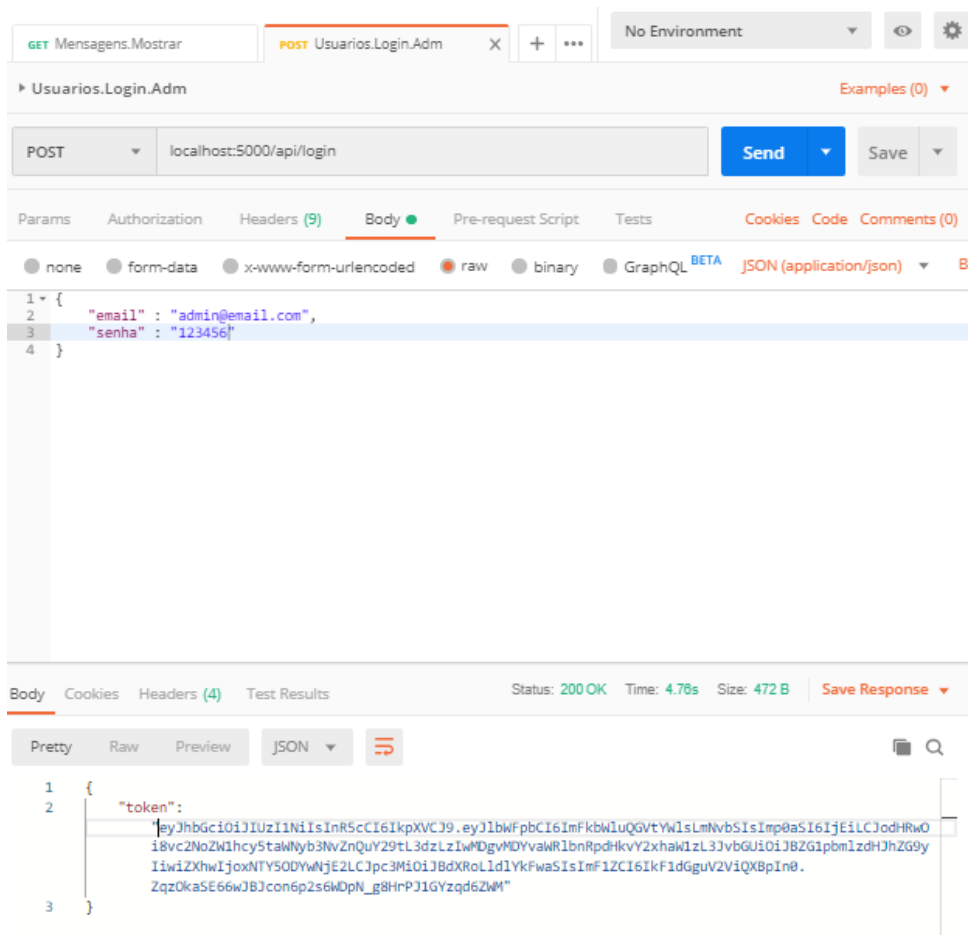 GET Mensagens.Mostrar POST Usuarios.Login.Adm No Environment
Usuarios.Login.Adm Examples (0)
POST localhost:5000/api/login Send Save
Params Authorization Headers (9) Body Pre-request Script Tests Cookies Code Comments (0)
none form-data x-www-form-urlencoded raw binary GraphQL BETA JSON (application/json) B
1 {
2 "email" : "admin@email.com",
3 "senha" : "123456"
4 }
Body Cookies Headers (4) Test Results Status: 200 OK Time: 4.76s Size: 472 B Save Response
Pretty Raw Preview JSON
1 {
2 "token":
"eyJhbGciOiJIUzI1NiIsInR5cCI6IkpXVCJ9.eyJlbWFpbCI6ImFkbWluQGVtYWlsLmNvbSIsImp0aSI6IjEiLCJodHRwO
i8vc2NoZW1hcy5taWNyb3NvZnQuY29tL3dzLzIwMDgvMDYvaWRlbnRpdHkvY2xhaW1zL3JvbGUiOiJBZG1pbmlzdHJhZG9y
IiwiZXhwIjoxNTY5ODYwNjE2LCJpc3MiOiJBdXRoLldlYkFwaSIsImF1ZCI6IkF1dGguV2ViQXBpIn0.
ZqzOkaSE66wJBJcon6p2s6WDpN_g8HrPJ1GYzqd6ZWM"
3 }